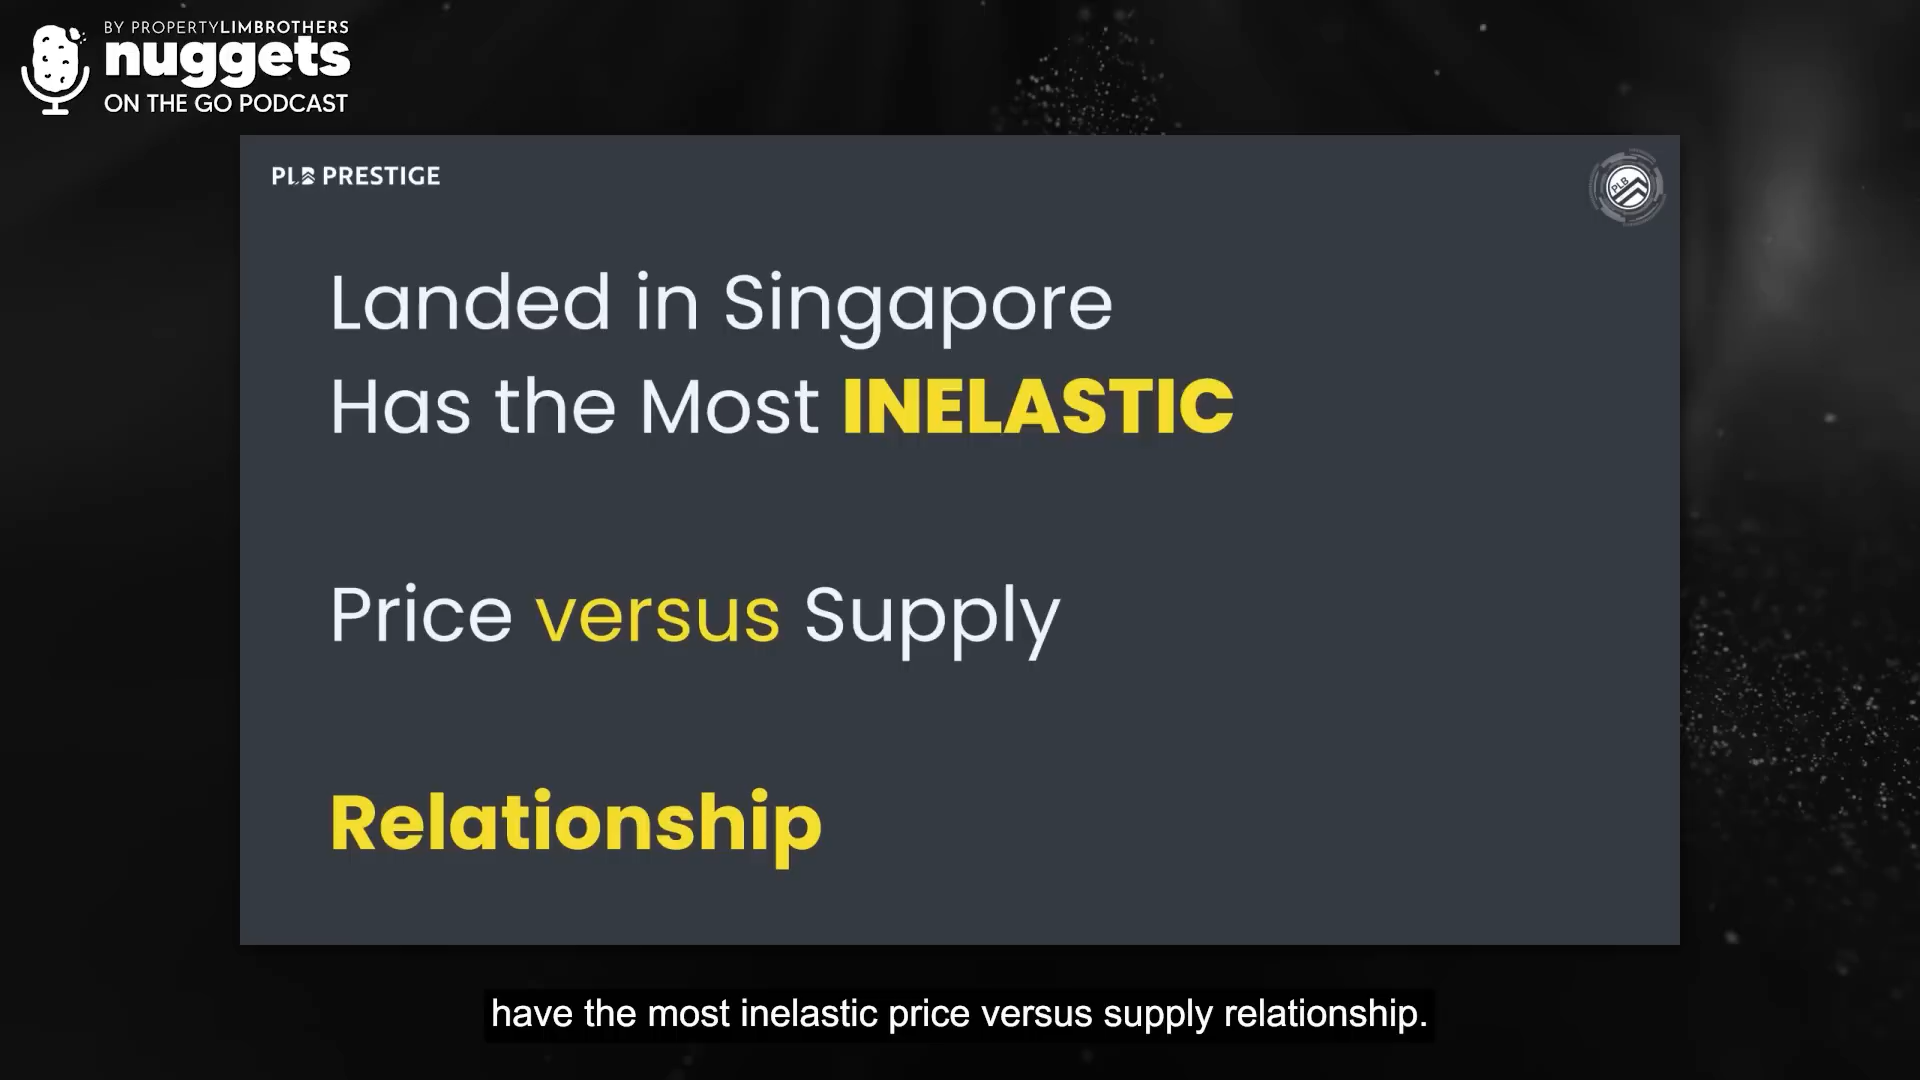 BY PROPERTYLIMBROTHERS
nuggets
ON THE GO PODCAST
PLB PRESTIGE
PLB
Landed in Singapore
Has the Most INELASTIC
Price versus Supply
Relationship
have the most inelastic price versus supply relationship.